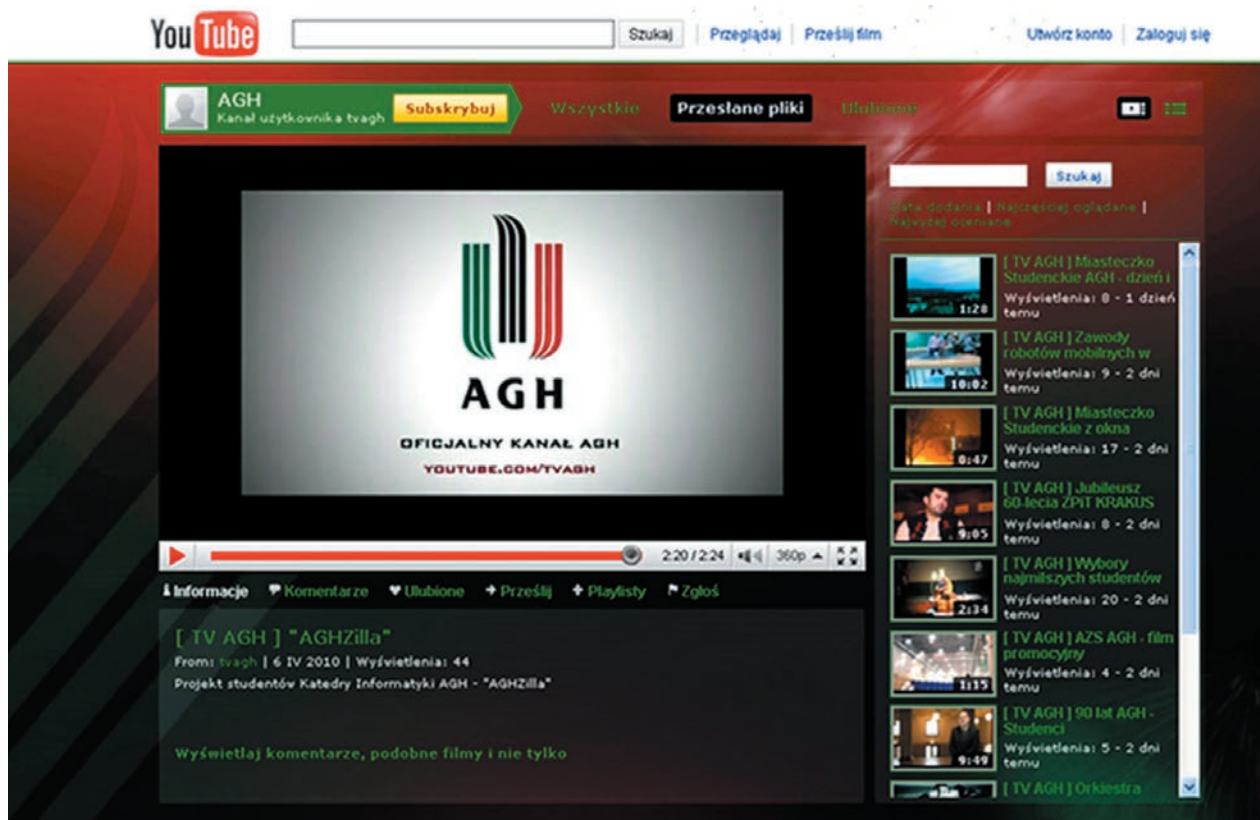 You Tube
Szukaj
Przeglądaj
Prześlij film
Utwórz konto
Zaloguj się
AGH
Kanał użytkownika tvagh
Subskrybuj
Wszystkie
Przesłane pliki
Ulubione
AGH
OFICJALNY KANAŁ AGH
YOUTUBE.COM/TVAGH
2:20 / 2:24
360p
Informacje
Komentarze
Ulubione
Prześlij
Playlisty
Zgłoś
[ TV AGH ] "AGHZilla"
From: tvagh | 6 IV 2010 | Wyświetlenia: 44
Projekt studentów Katedry Informatyki AGH - "AGHZilla"
Wyświetlaj komentarze, podobne filmy i nie tylko
Szukaj
Data dodania | Najczęściej oglądane |
Najwyżej oceniane
1:28
[ TV AGH ] Miasteczko
Studenckie AGH - dzień i
Wyświetlenia: 8 - 1 dzień
temu
10:02
[ TV AGH ] Zawody
robotów mobilnych w
Wyświetlenia: 9 - 2 dni
temu
0:47
[ TV AGH ] Miasteczko
Studenckie z okna
Wyświetlenia: 17 - 2 dni
temu
9:05
[ TV AGH ] Jubileusz
60-lecia ZPiT KRAKUS
Wyświetlenia: 8 - 2 dni
temu
2:34
[ TV AGH ] Wybory
najmilszych studentów
Wyświetlenia: 20 - 2 dni
temu
1:15
[ TV AGH ] AZS AGH - film
promocyjny
Wyświetlenia: 4 - 2 dni
temu
9:49
[ TV AGH ] 90 lat AGH -
Studenci
Wyświetlenia: 5 - 2 dni
temu
[ TV AGH ] Orkiestra